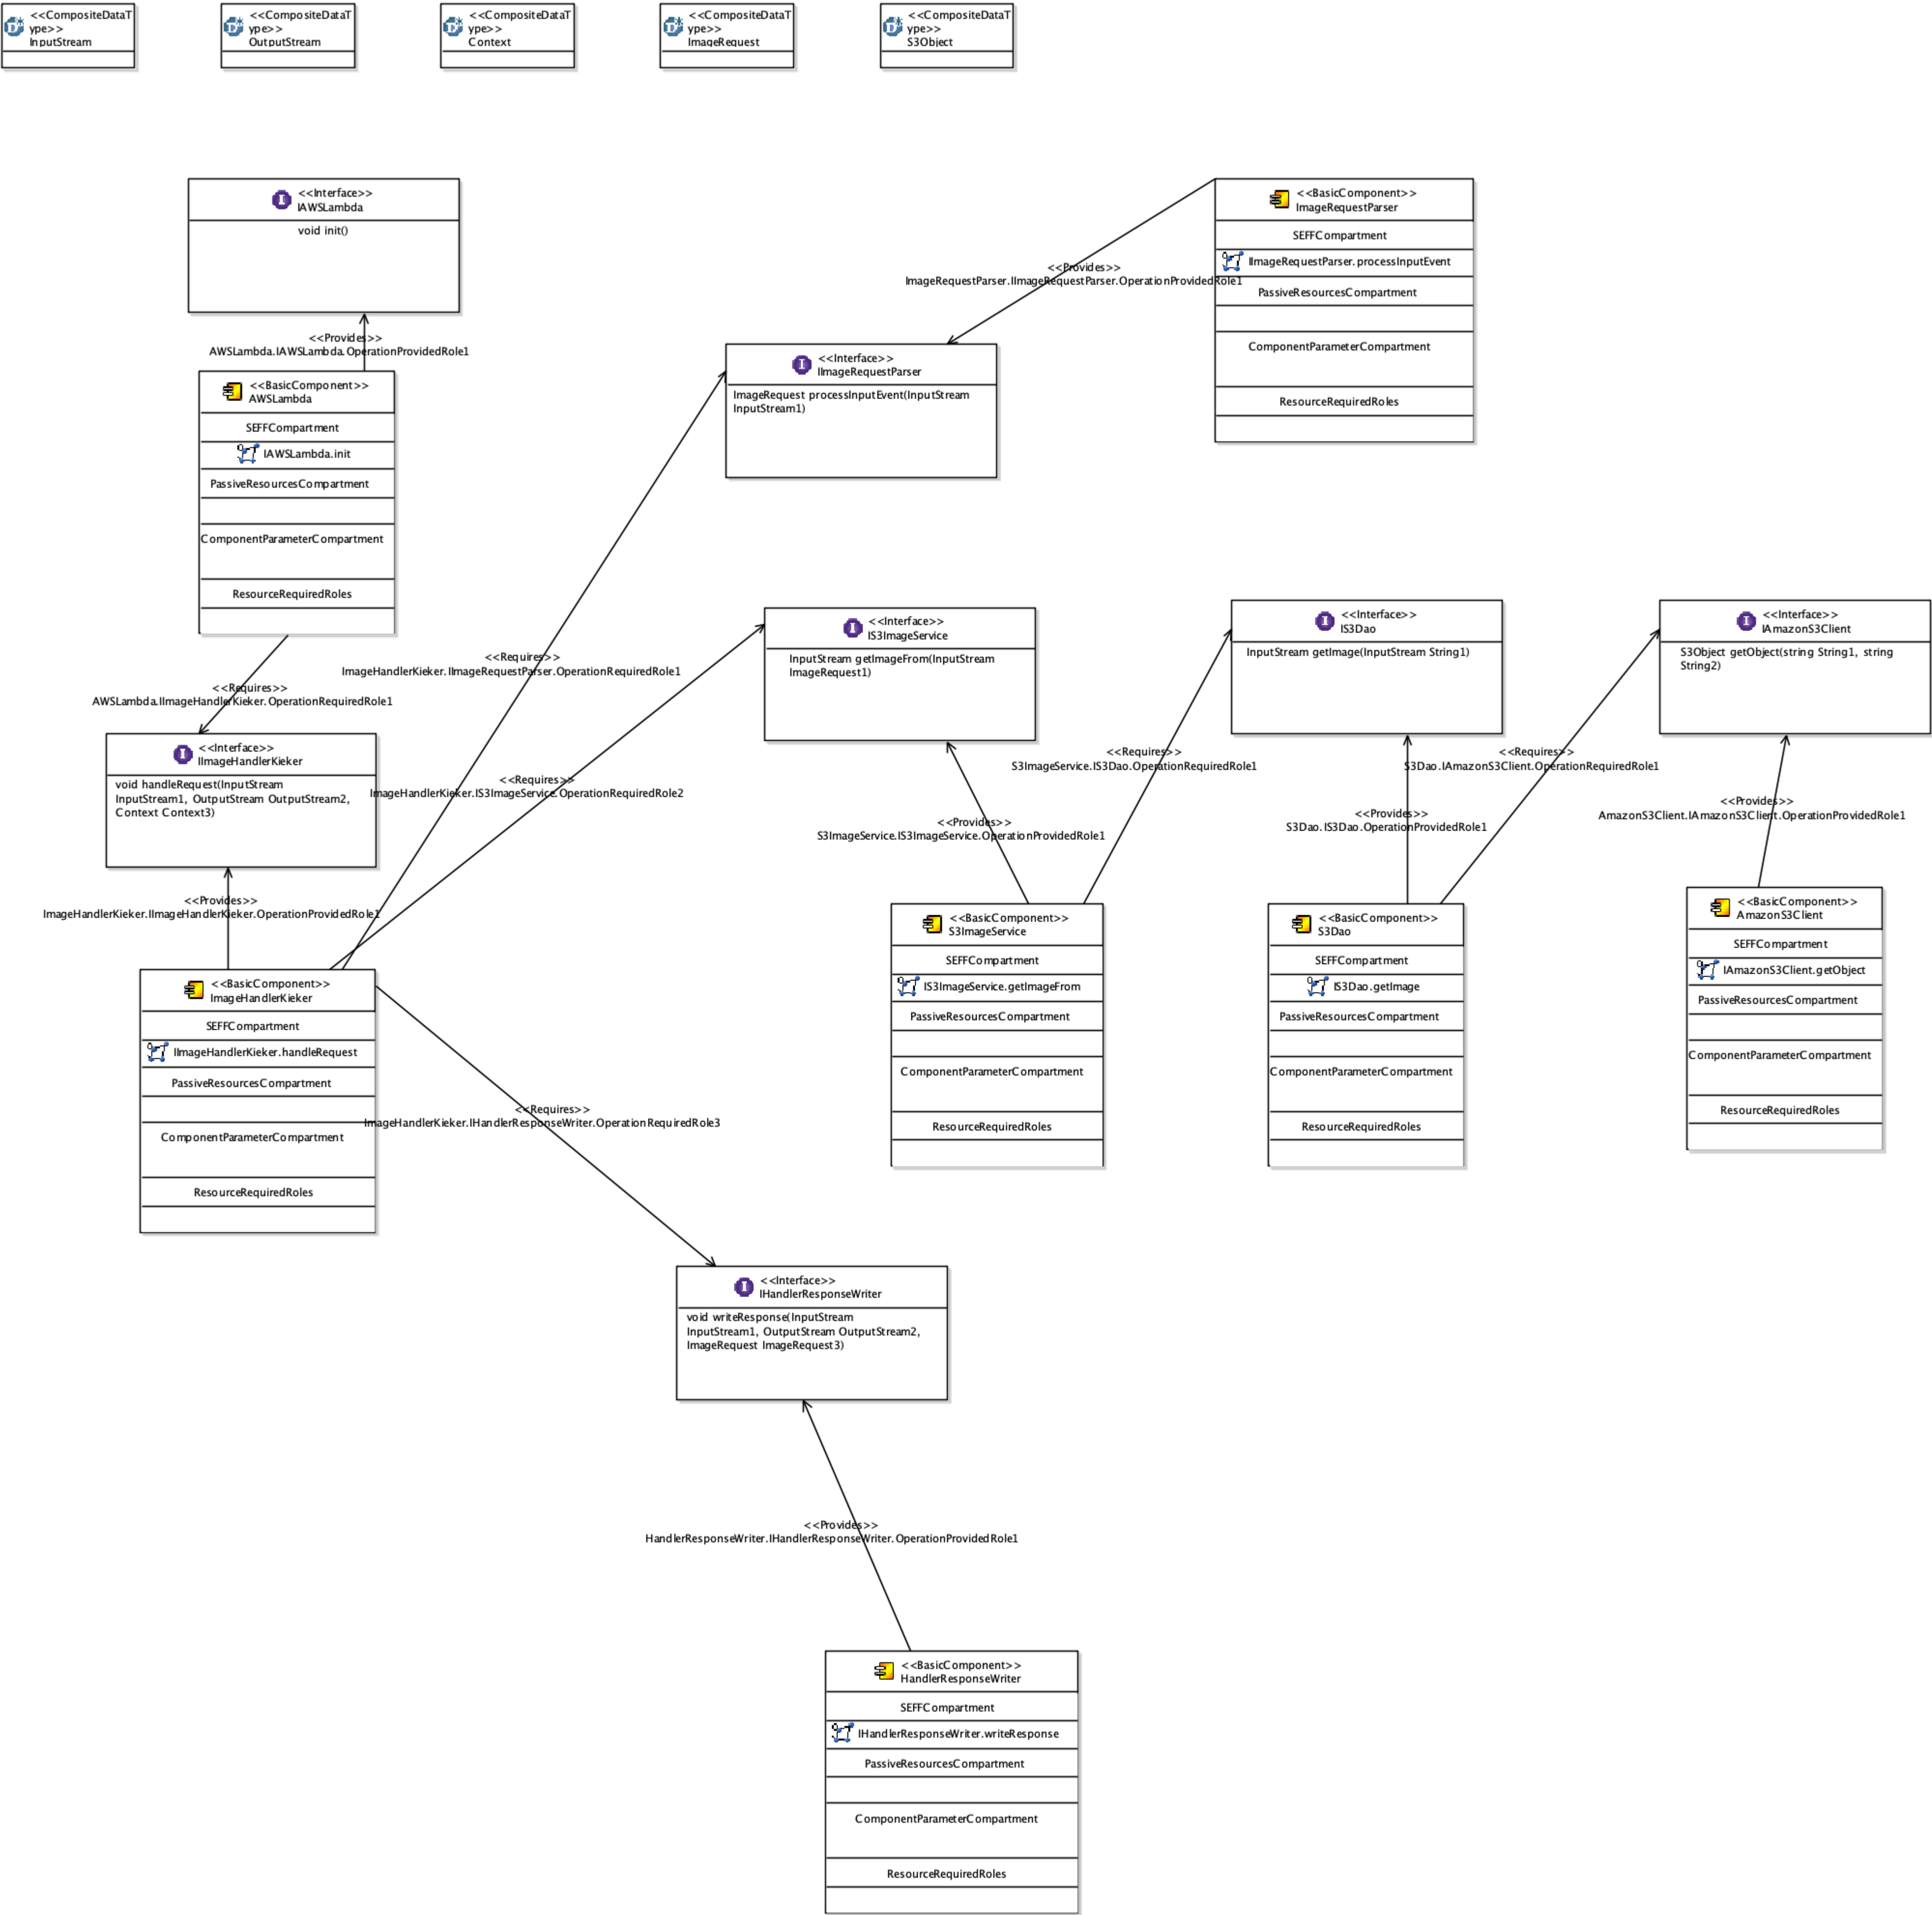 <<CompositeDataT
ype>>
InputStream
<<CompositeDataT
ype>>
OutputStream
<<CompositeDataT
ype>>
Context
<<CompositeDataT
ype>>
ImageRequest
<<CompositeDataT
ype>>
S3Object
<<Interface>>
IAWSLambda
void init()
<<Provides>>
AWSLambda.IAWSLambda.OperationProvidedRole1
<<BasicComponent>>
AWSLambda
SEFFCompartment
IAWSLambda.init
PassiveResourcesCompartment
ComponentParameterCompartment
ResourceRequiredRoles
<<Requires>>
AWSLambda.IImageHandlerKieker.OperationRequiredRole1
<<Interface>>
IImageHandlerKieker
void handleRequest(InputStream
InputStream1, OutputStream OutputStream2,
Context Context3)
<<Provides>>
ImageHandlerKieker.IImageHandlerKieker.OperationProvidedRole1
<<BasicComponent>>
ImageHandlerKieker
SEFFCompartment
IImageHandlerKieker.handleRequest
PassiveResourcesCompartment
ComponentParameterCompartment
ResourceRequiredRoles
<<BasicComponent>>
ImageRequestParser
SEFFCompartment
IImageRequestParser.processInputEvent
PassiveResourcesCompartment
ComponentParameterCompartment
ResourceRequiredRoles
<<Provides>>
ImageRequestParser.IImageRequestParser.OperationProvidedRole1
<<Interface>>
IImageRequestParser
ImageRequest processInputEvent(InputStream
InputStream1)
<<Requires>>
ImageHandlerKieker.IImageRequestParser.OperationRequiredRole1
<<Interface>>
IS3ImageService
InputStream getImageFrom(InputStream
ImageRequest1)
<<Requires>>
ImageHandlerKieker.IS3ImageService.OperationRequiredRole2
<<Provides>>
S3ImageService.IS3ImageService.OperationProvidedRole1
<<BasicComponent>>
S3ImageService
SEFFCompartment
IS3ImageService.getImageFrom
PassiveResourcesCompartment
ComponentParameterCompartment
ResourceRequiredRoles
<<Interface>>
IS3Dao
InputStream getImage(InputStream String1)
<<Requires>>
S3ImageService.IS3Dao.OperationRequiredRole1
<<Provides>>
S3Dao.IS3Dao.OperationProvidedRole1
<<BasicComponent>>
S3Dao
SEFFCompartment
IS3Dao.getImage
PassiveResourcesCompartment
ComponentParameterCompartment
ResourceRequiredRoles
<<Interface>>
IAmazonS3Client
S3Object getObject(string String1, string
String2)
<<Requires>>
S3Dao.IAmazonS3Client.OperationRequiredRole1
<<Provides>>
AmazonS3Client.IAmazonS3Client.OperationProvidedRole1
<<BasicComponent>>
AmazonS3Client
SEFFCompartment
IAmazonS3Client.getObject
PassiveResourcesCompartment
ComponentParameterCompartment
ResourceRequiredRoles
<<Requires>>
ImageHandlerKieker.IHandlerResponseWriter.OperationRequiredRole3
<<Interface>>
IHandlerResponseWriter
void writeResponse(InputStream
InputStream1, OutputStream OutputStream2,
ImageRequest ImageRequest3)
<<Provides>>
HandlerResponseWriter.IHandlerResponseWriter.OperationProvidedRole1
<<BasicComponent>>
HandlerResponseWriter
SEFFCompartment
IHandlerResponseWriter.writeResponse
PassiveResourcesCompartment
ComponentParameterCompartment
ResourceRequiredRoles